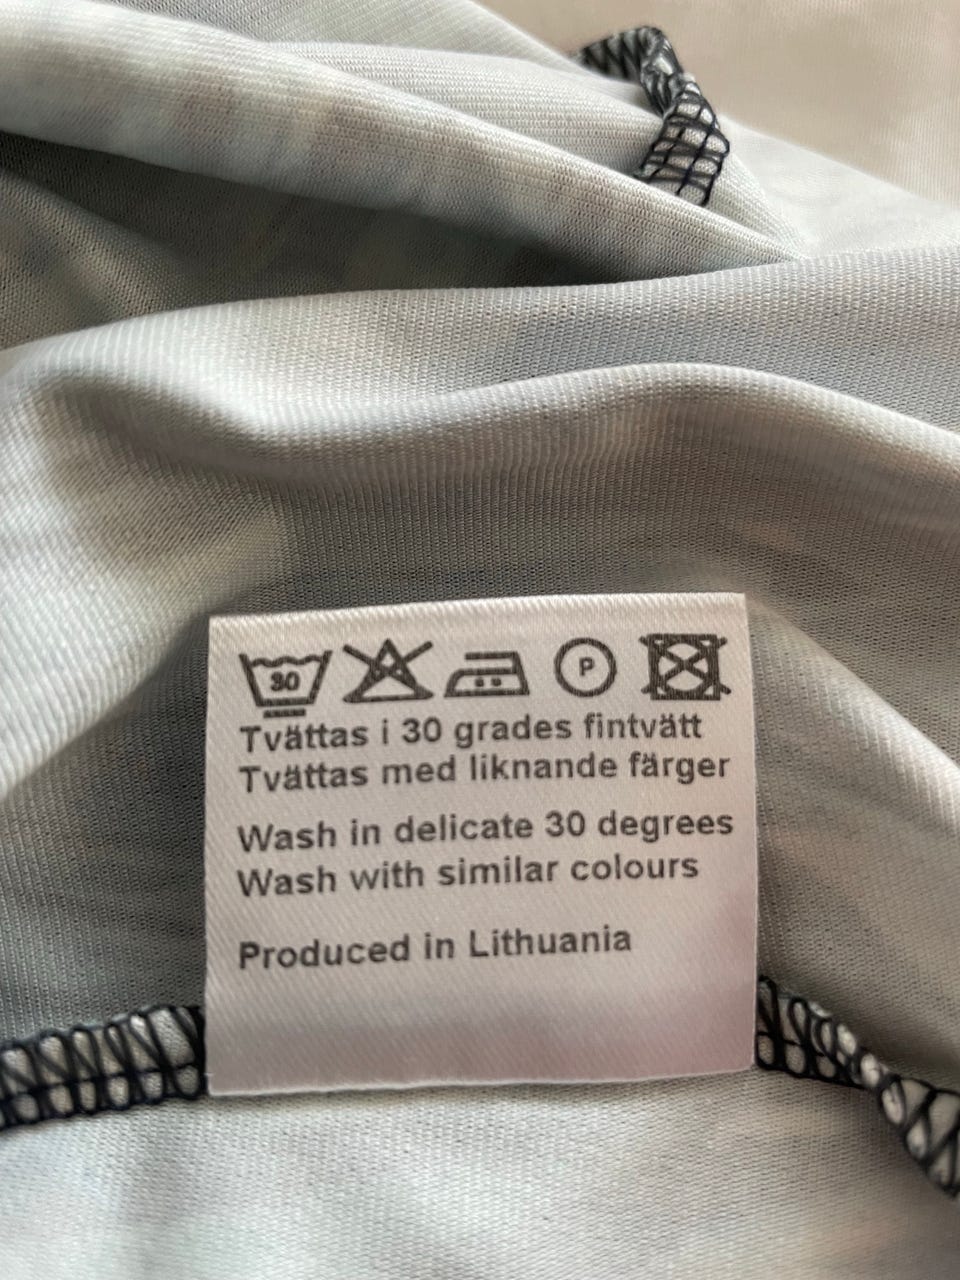 30 P
Tvättas i 30 grades fintvätt
Tvättas med liknande färger
Wash in delicate 30 degrees
Wash with similar colours
Produced in Lithuania